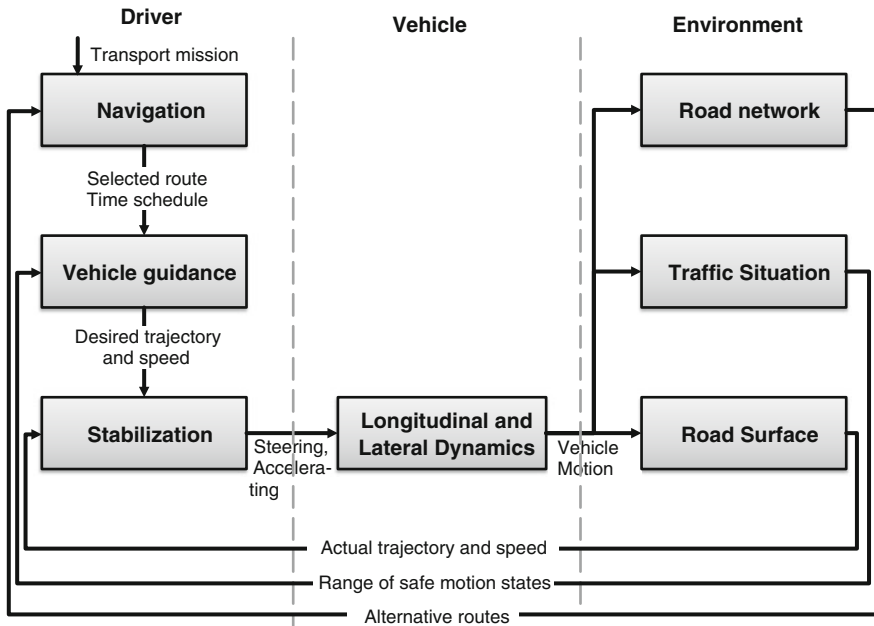 Driver
Vehicle
Environment
Transport mission
Navigation
Road network
Selected route
Time schedule
Vehicle guidance
Traffic Situation
Desired trajectory
and speed
Stabilization
Steering,
Accelera-
ting
Longitudinal and
Lateral Dynamics
Vehicle
Motion
Road Surface
Actual trajectory and speed
Range of safe motion states
Alternative routes